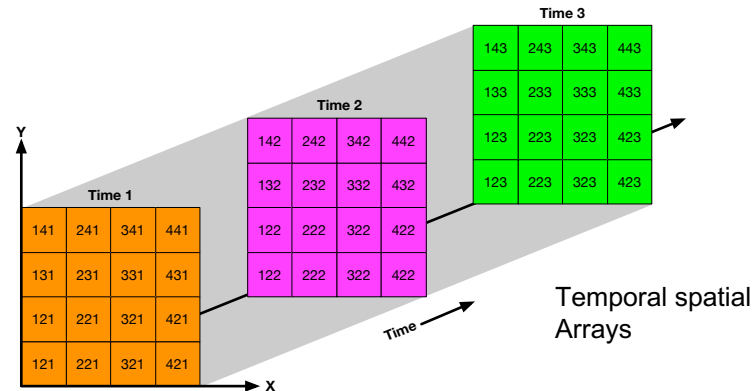 Time 3
143 243 343 443
133 233 333 433
123 223 323 423
123 223 323 423
Time 2
142 242 342 442
132 232 332 432
122 222 322 422
122 222 322 422
Y
Time 1
141 241 341 441
131 231 331 431
121 221 321 421
121 221 321 421
X
Time
Temporal spatial
Arrays